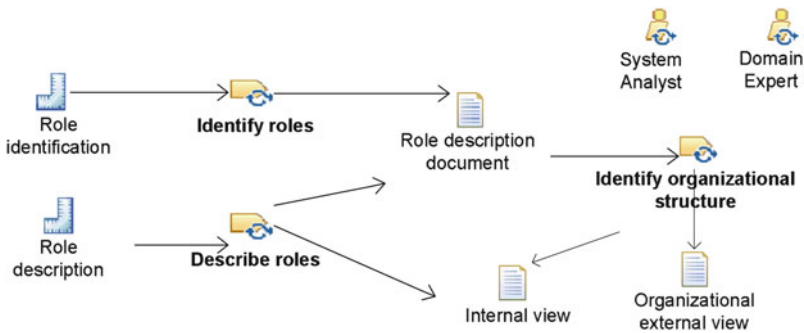 System
Analyst
Domain
Expert
Role
identification
Identify roles
Role description
document
Identify organizational
structure
Role
description
Describe roles
Internal view
Organizational
external view